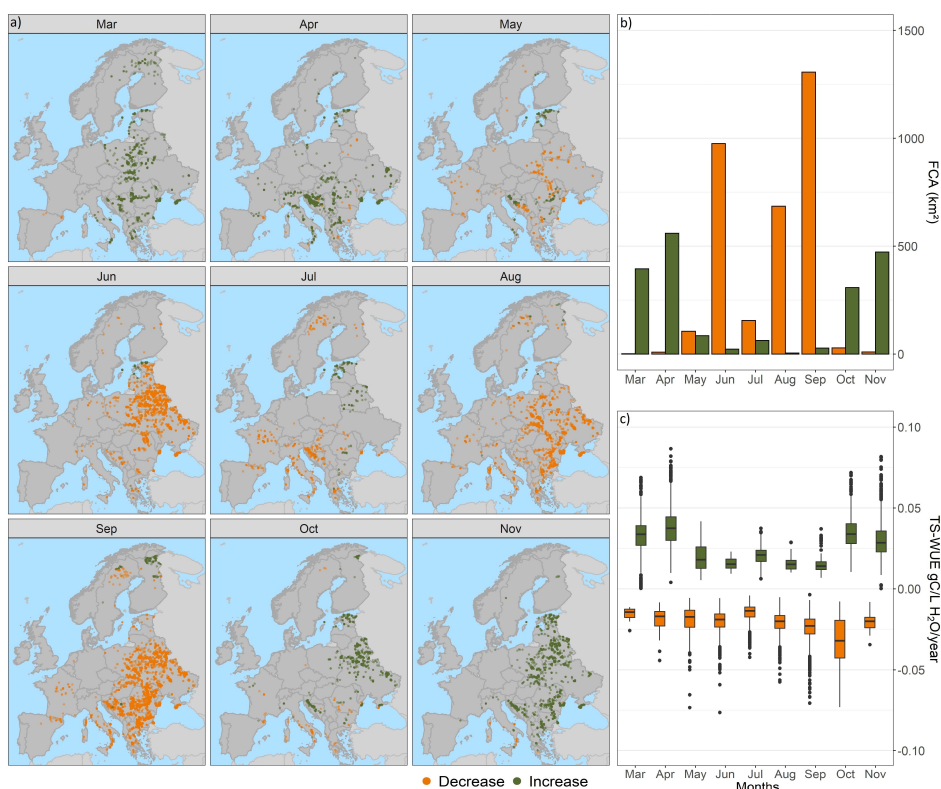 a)
Mar Apr May
Jun Jul Aug
Sep Oct Nov
Decrease Increase
b)
1500
1000
500
0
FCA (km²)
Mar Apr May Jun Jul Aug Sep Oct Nov
c)
0.10
0.05
0.00
-0.05
-0.10
TS-WUE gC/L H₂O/year
Mar Apr May Jun Jul Aug Sep Oct Nov
Months